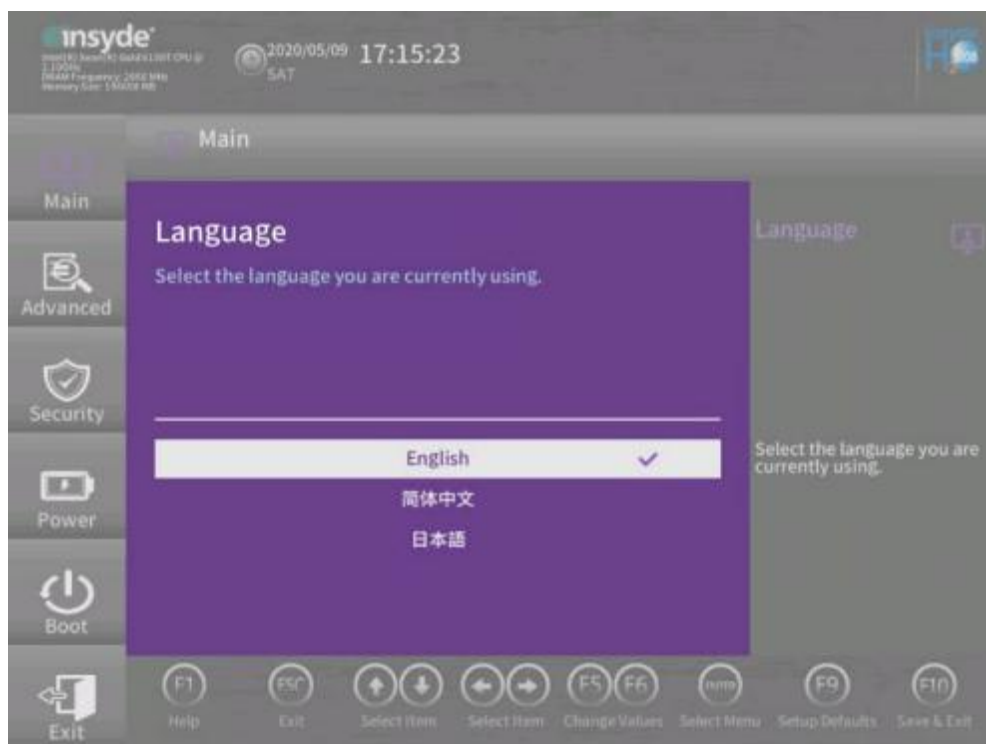 insyde
2020/05/09 17:15:23
SAT
Main
Main
Language
Select the language you are currently using.
Language
Advanced
Security
English
Select the language you are
currently using.
简体中文
日本語
Power
Boot
Exit
F1
ESC
F5
F6
F9
F10
Help
Exit
Select Item
Select Item
Change Values
Select Menu
Setup Defaults
Save & Exit